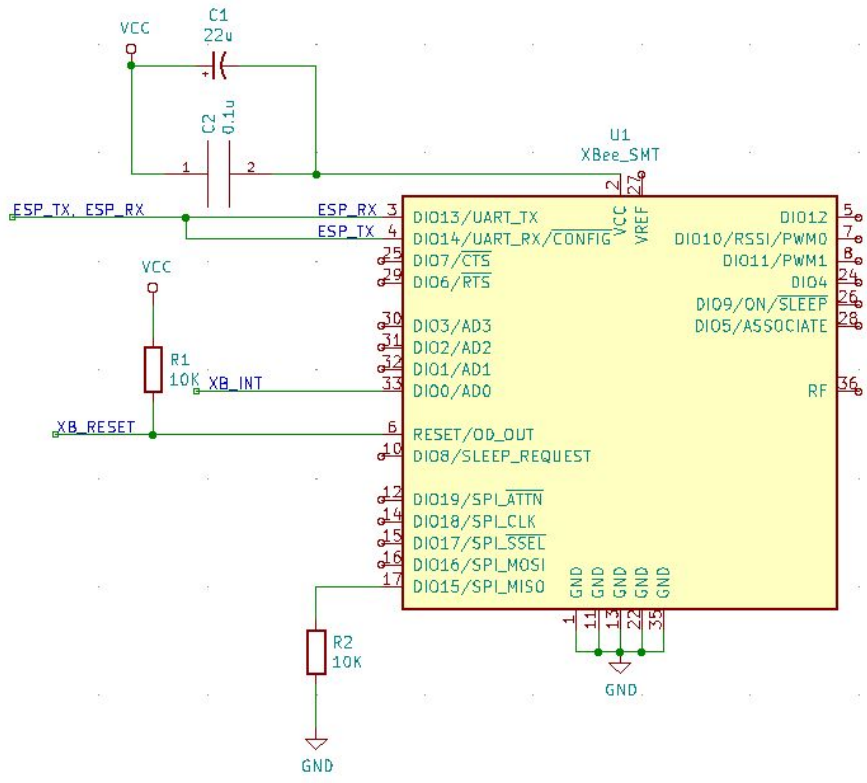 C1
22u
VCC
C2
0.1u
1
2
U1
XBee_SMT
2
27
VCC
VREF
ESP_TX, ESP_RX
ESP_RX 3 DIO13/UART_TX
ESP_TX 4 DIO14/UART_RX/CONFIG
25 DIO7/CTS
29 DIO6/RTS
30 DIO3/AD3
31 DIO2/AD2
32 DIO1/AD1
XB_INT 33 DIO0/AD0
XB_RESET 6 RESET/OD_OUT
10 DIO8/SLEEP_REQUEST
12 DIO19/SPI_ATTN
14 DIO18/SPI_CLK
15 DIO17/SPI_SSEL
16 DIO16/SPI_MOSI
17 DIO15/SPI_MISO
DIO12 5
DIO10/RSSI/PWM0 7
DIO11/PWM1 8
DIO4 24
DIO9/ON/SLEEP 26
DIO5/ASSOCIATE 28
RF 36
VCC
R1
10K
R2
10K
GND
GND GND GND GND GND
1 11 13 22 35
GND